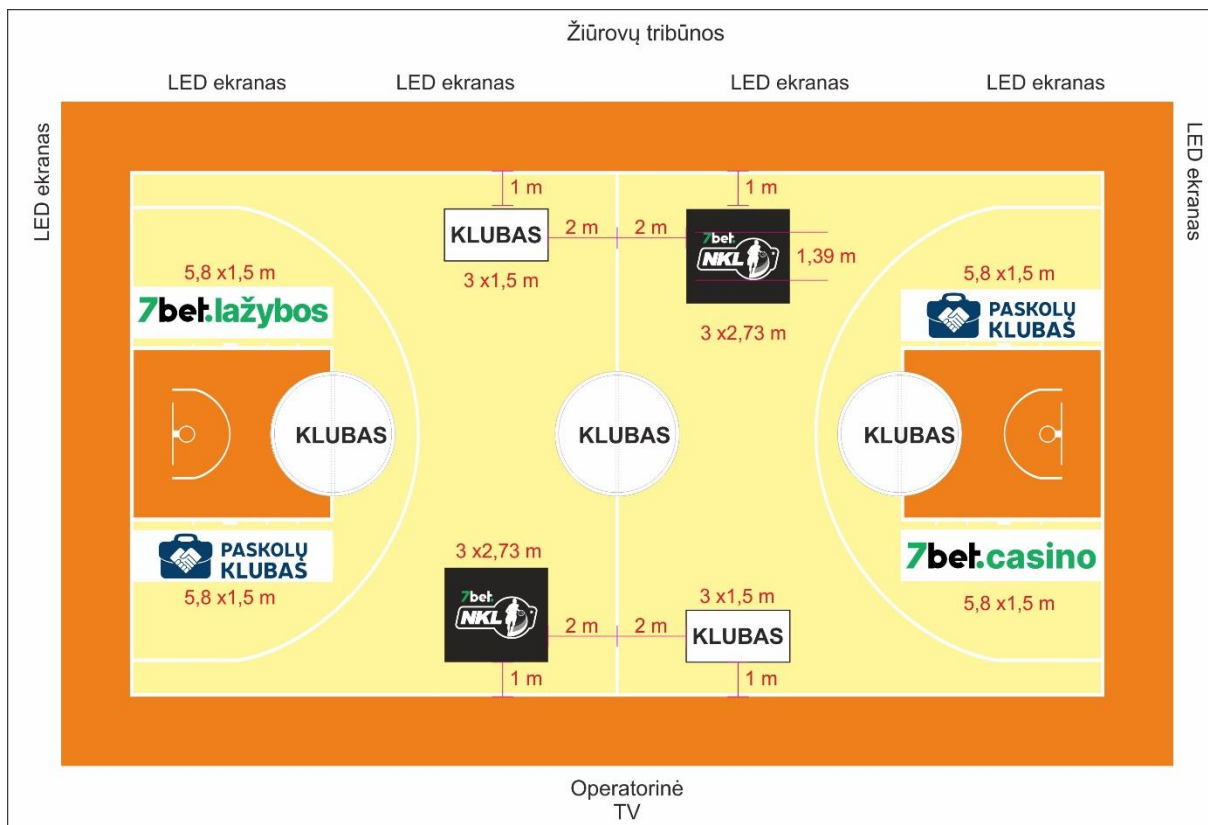 Žiūrovų tribūnos
LED ekranas
LED ekranas
LED ekranas
LED ekranas
LED ekranas
LED ekranas
1 m
1 m
KLUBAS
2 m
2 m
7bet.
NKL
1,39 m
3 x1,5 m
3 x2,73 m
5,8 x1,5 m
7bet.lažybos
5,8 x1,5 m
PASKOLŲ
KLUBAS
KLUBAS
KLUBAS
KLUBAS
PASKOLŲ
KLUBAS
5,8 x1,5 m
3 x2,73 m
7bet.
NKL
2 m
2 m
3 x1,5 m
KLUBAS
1 m
1 m
7bet.casino
5,8 x1,5 m
Operatorinė
TV